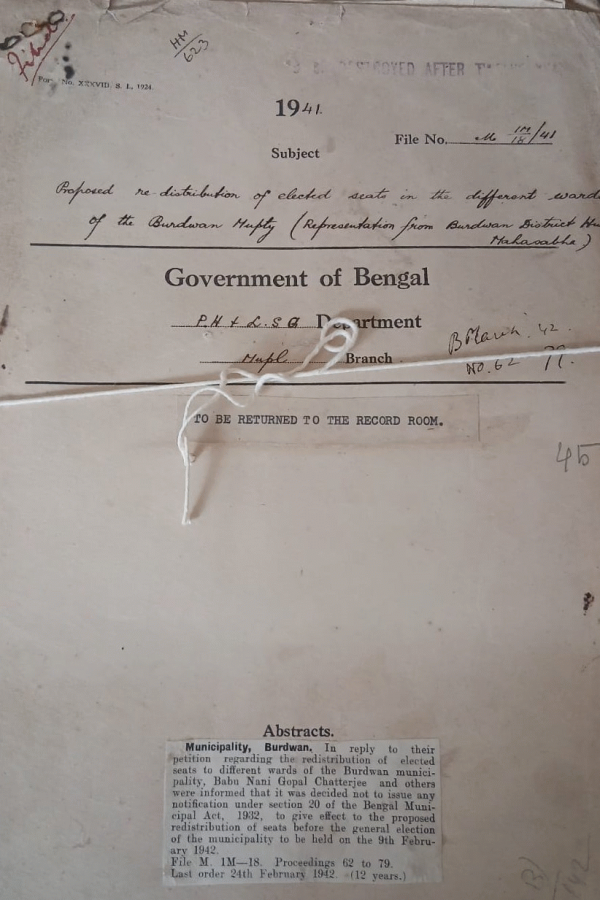 Filed
HM
623
No. XXXVIII. S. L., 1924.
DESTROYED AFTER
1941.
File No. M 1M/18/41
Subject
Proposed re-distribution of elected seats in the different wards
of the Burdwan Mupty (Representation from Burdwan District
Mahasabha)
Government of Bengal
P.H & L.S G Department
Mupl Branch
B March 42.
No. 62 79.
TO BE RETURNED TO THE RECORD ROOM.
45
Abstracts.
Municipality, Burdwan. In reply to their
petition regarding the redistribution of elected
seats to different wards of the Burdwan munici-
pality, Babu Nani Gopal Chatterjee and others
were informed that it was decided not to issue any
notification under section 20 of the Bengal Muni-
cipal Act, 1932, to give effect to the proposed
redistribution of seats before the general election
of the municipality to be held on the 9th Febru-
ary 1942.
File M. 1M—18. Proceedings 62 to 79.
Last order 24th February 1942. (12 years.)